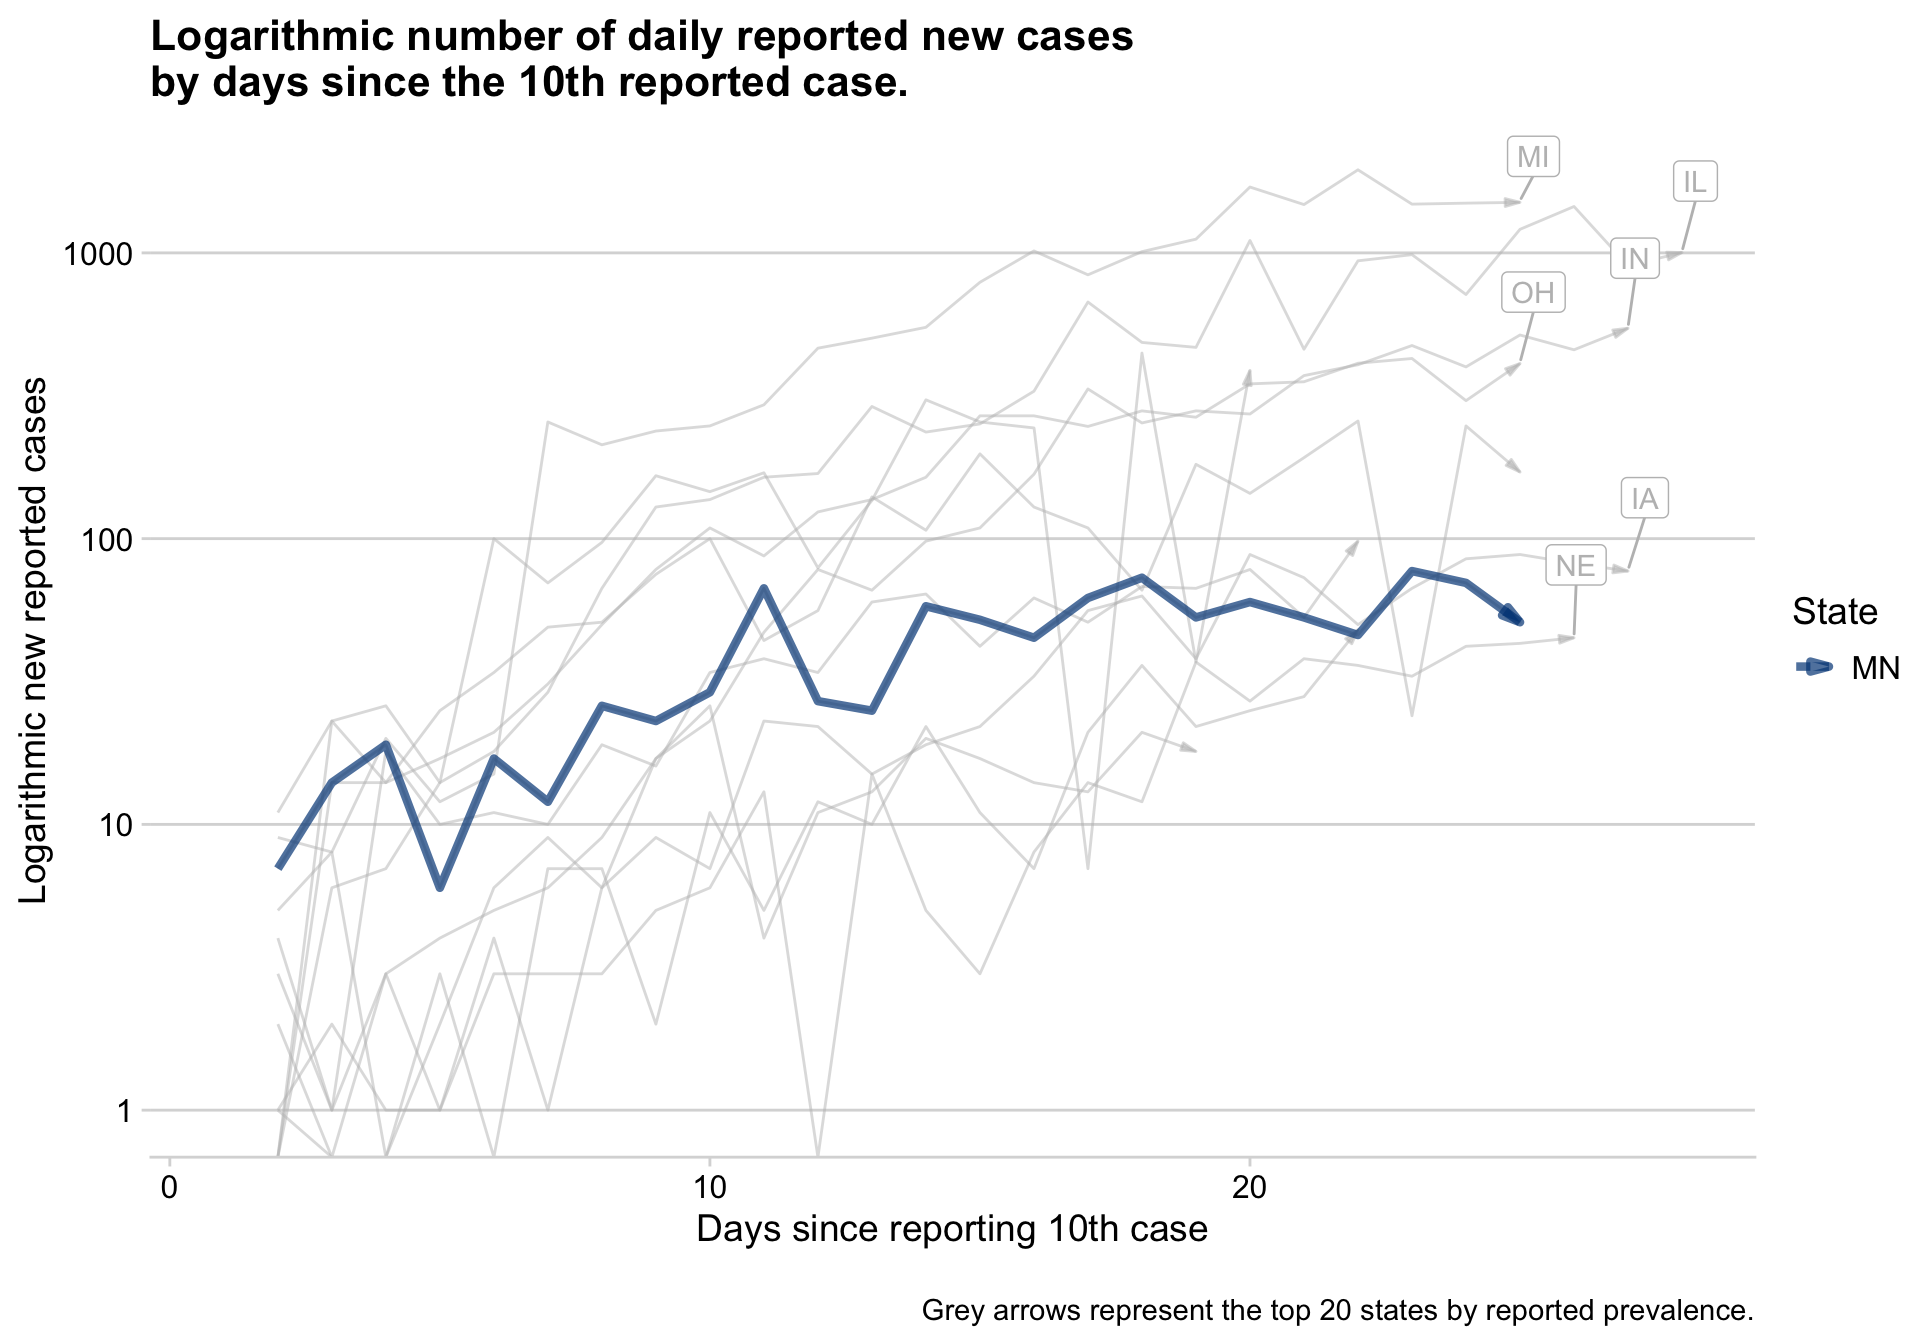 Logarithmic number of daily reported new cases
by days since the 10th reported case.
MI
IL
IN
OH
IA
NE
1000
100
10
1
Logarithmic new reported cases
0
10
20
Days since reporting 10th case
State
MN
Grey arrows represent the top 20 states by reported prevalence.